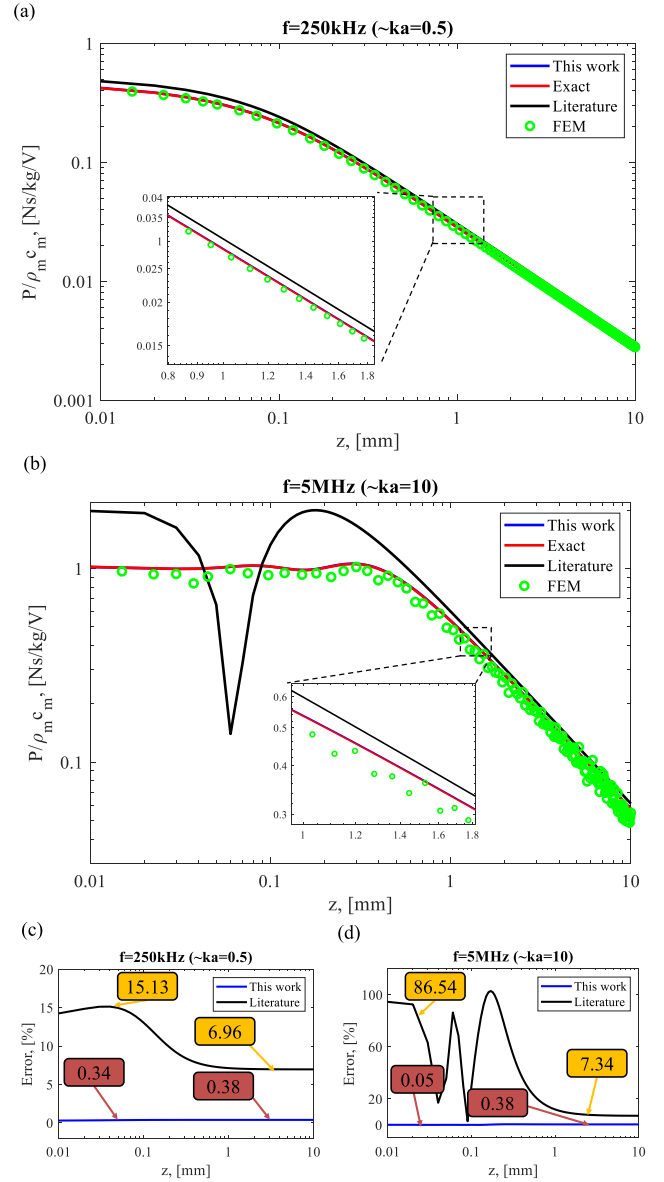 (a)
f=250kHz (~ka=0.5)
This work
Exact
Literature
FEM
P/ρm cm, [Ns/kg/V]
1
0.1
0.01
0.001
0.04
0.035
1
0.025
0.02
0.015
0.8 0.9 1 1.2 1.4 1.6 1.8
0.01 0.1 1 10
z, [mm]
(b)
f=5MHz (~ka=10)
This work
Exact
Literature
FEM
P/ρm cm, [Ns/kg/V]
1
0.1
0.6
0.5
0.4
0.3
1 1.2 1.4 1.6 1.8
0.01 0.1 1 10
z, [mm]
(c)
f=250kHz (~ka=0.5)
This work
Literature
Error, [%]
20
15
10
5
0
15.13
6.96
0.34
0.38
0.01 0.1 1 10
z, [mm]
(d)
f=5MHz (~ka=10)
This work
Literature
Error, [%]
100
60
20
0
86.54
7.34
0.05
0.38
0.01 0.1 1 10
z, [mm]